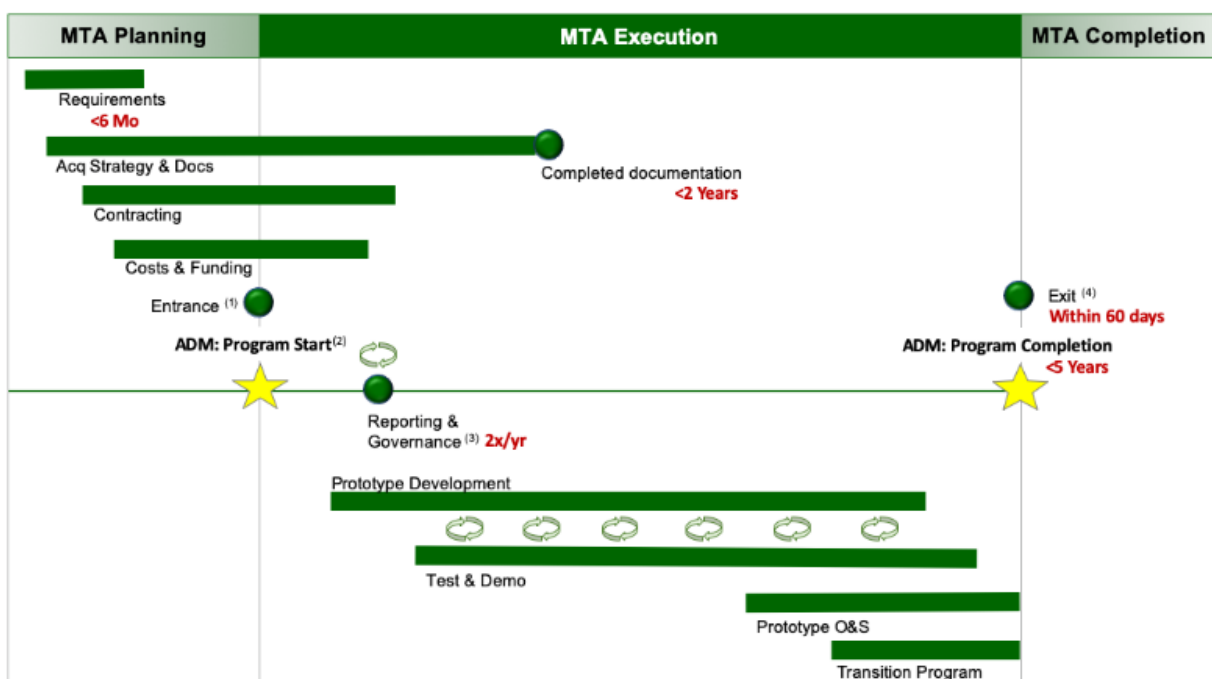 MTA Planning
MTA Execution
MTA Completion
Requirements
<6 Mo
Acq Strategy & Docs
Completed documentation
<2 Years
Contracting
Costs & Funding
Entrance (1)
Exit (4)
Within 60 days
ADM: Program Start(2)
ADM: Program Completion
<5 Years
Reporting &
Governance (3) 2x/yr
Prototype Development
Test & Demo
Prototype O&S
Transition Program